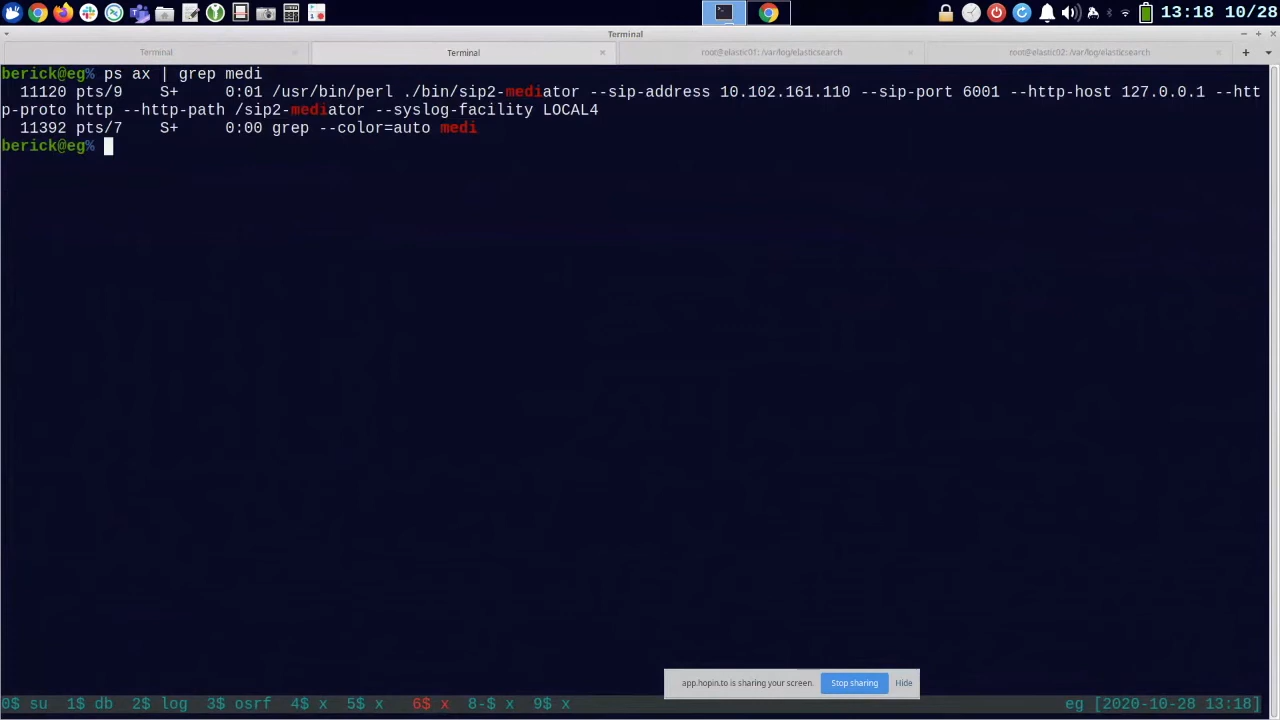 13:18 10/28
Terminal
Terminal
Terminal
root@elastic01: /var/log/elasticsearch
root@elastic02: /var/log/elasticsearch
berick@eg% ps ax | grep medi
11120 pts/9 S+ 0:01 /usr/bin/perl ./bin/sip2-mediator --sip-address 10.102.161.110 --sip-port 6001 --http-host 127.0.0.1 --htt
p-proto http --http-path /sip2-mediator --syslog-facility LOCAL4
11392 pts/7 S+ 0:00 grep --color=auto medi
berick@eg%
app.hopin.to is sharing your screen.
Stop sharing
Hide
0$ su 1$ db 2$ log 3$ osrf 4$ x 5$ x 6$ x 8-$ x 9$ x eg [2020-10-28 13:18]